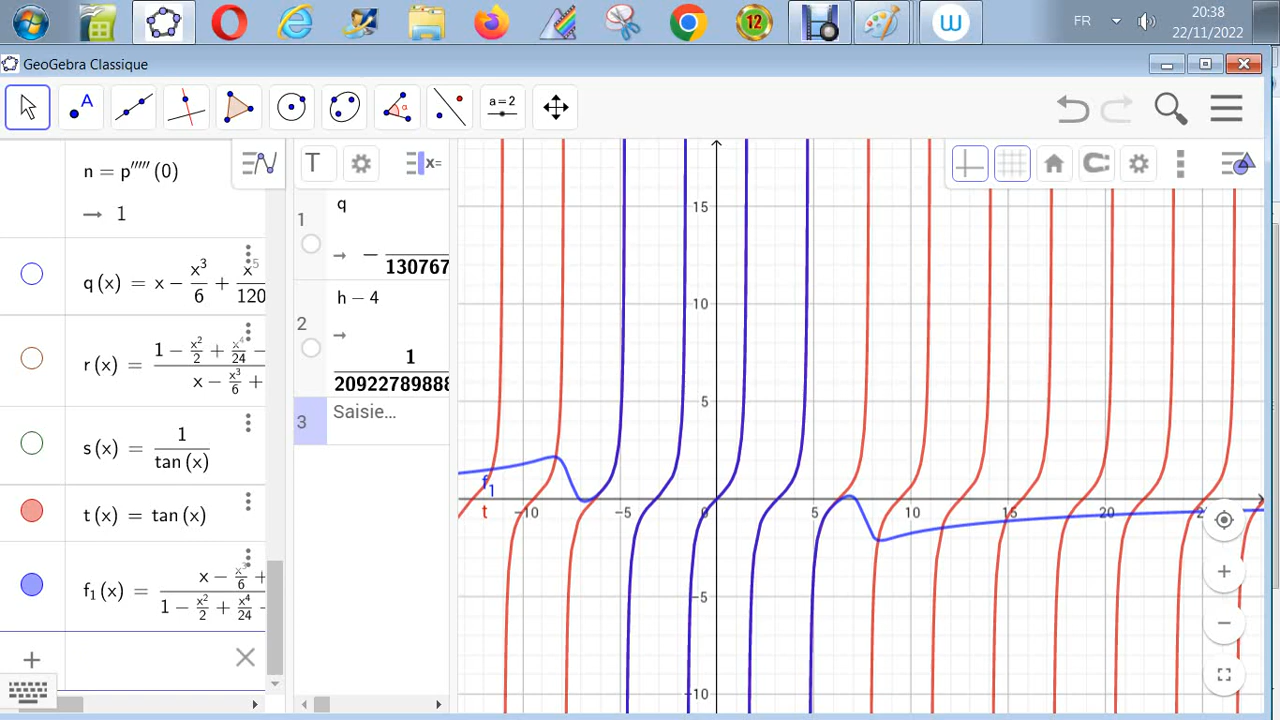 12
W
FR
20:38
22/11/2022
GeoGebra Classique
A
a = 2
n = p′′′′′(0)
→ 1
q(x) = x − x³/6 + x⁵/120
r(x) = 1 − x²/2 + x⁴/24 − / x − x³/6 +
s(x) = 1/tan(x)
t(x) = tan(x)
f₁(x) = x − x³/6 + / 1 − x²/2 + x⁴/24 −
T
x=
1
q
→ − 130767
2
h − 4
→ 1
2092278988
3
Saisie...
15
10
5
−10
−5
0
5
10
15
20
−5
−10
f₁
t